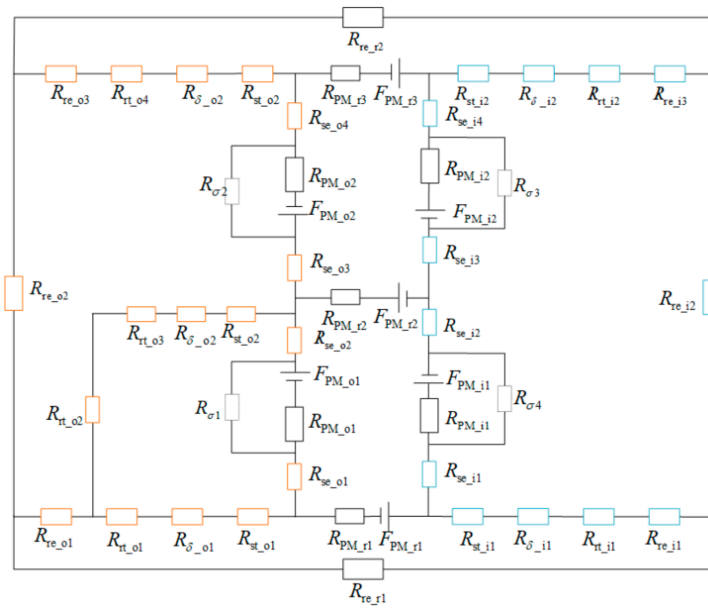 R_re_r2
R_re_o3 R_rt_o4 R_δ_o2 R_st_o2 R_PM_r3 F_PM_r3 R_st_i2 R_δ_i2 R_rt_i2 R_re_i3
R_se_o4 R_se_i4
R_σ2 R_PM_o2 R_PM_i2 R_σ3
F_PM_o2 F_PM_i2
R_se_o3 R_se_i3
R_re_o2 R_re_i2
R_rt_o3 R_δ_o2 R_st_o2 R_se_o2 R_PM_r2 F_PM_r2 R_se_i2
F_PM_o1 F_PM_i1
R_rt_o2 R_σ1 R_PM_o1 R_PM_i1 R_σ4
R_se_o1 R_se_i1
R_re_o1 R_rt_o1 R_δ_o1 R_st_o1 R_PM_r1 F_PM_r1 R_st_i1 R_δ_i1 R_rt_i1 R_re_i1
R_re_r1